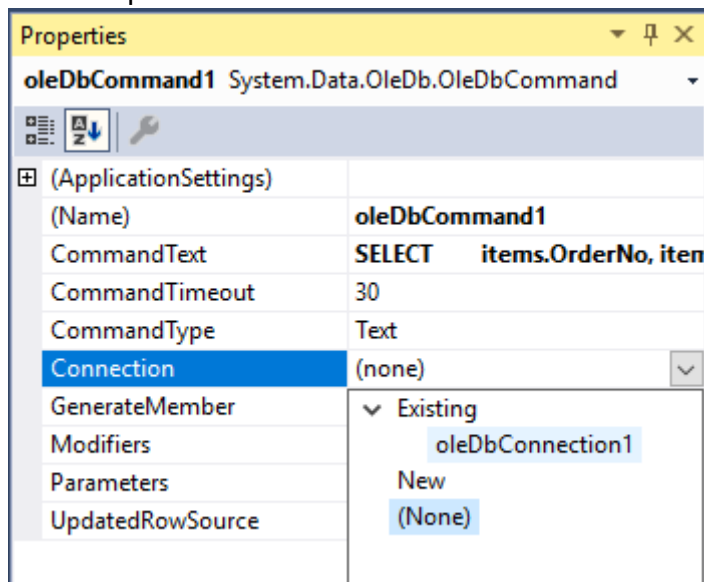 Properties
oleDbCommand1 System.Data.OleDb.OleDbCommand
(ApplicationSettings)
(Name) oleDbCommand1
CommandText SELECT items.OrderNo, item
CommandTimeout 30
CommandType Text
Connection (none)
GenerateMember
Modifiers
Parameters
UpdatedRowSource
Existing
oleDbConnection1
New
(None)